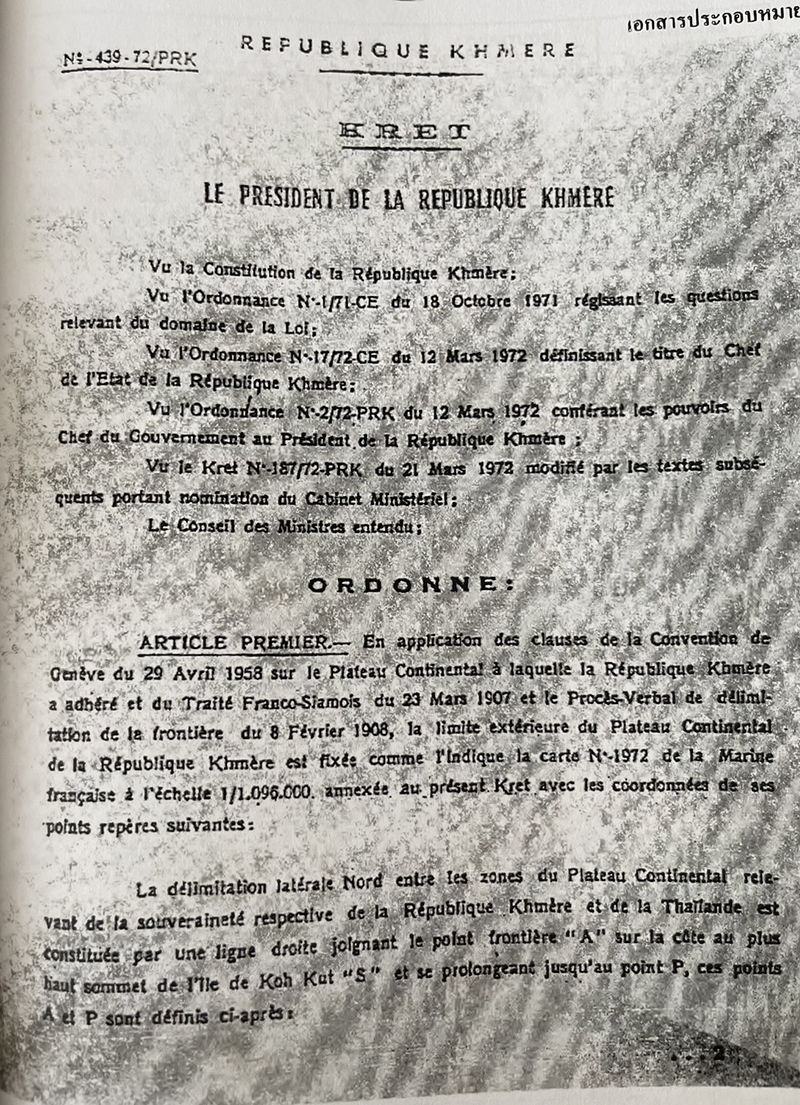 เอกสารประกอบหมาย
Nº-439-72/PRK
REPUBLIQUE KHMERE
KRET
LE PRESIDENT DE LA REPUBLIQUE KHMERE
Vu la Constitution de la République Khmère;
Vu l'Ordonnance Nº-1/71-CE du 18 Octobre 1971 régissant les questions
relevant du domaine de la Loi;
Vu l'Ordonnance Nº-17/72-CE du 12 Mars 1972 définissant le titre du Chef
de l'Etat de la République Khmère;
Vu l'Ordonnance Nº-2/72-PRK du 12 Mars 1972 conférant les pouvoirs du
Chef du Gouvernement au Président de la République Khmère ;
Vu le Kret Nº-187/72-PRK du 21 Mars 1972 modifié par les textes subsé-
quents portant nomination du Cabinet Ministériel;
Le Conseil des Ministres entendu;
ORDONNE:
ARTICLE PREMIER.— En application des clauses de la Convention de
Genève du 29 Avril 1958 sur le Plateau Continental à laquelle la République Khmère
a adhéré et du Traité Franco-Siamois du 23 Mars 1907 et le Procès-Verbal de délimi-
tation de la frontière du 8 Février 1908, la limite extérieure du Plateau Continental
de la République Khmère est fixée comme l'indique la carte Nº-1972 de la Marine
française à l'échelle 1/1.096.000. annexée au présent Kret avec les coordonnées de ses
points repères suivantes:
La délimitation latérale Nord entre les zones du Plateau Continental rele-
vant de la souveraineté respective de la République Khmère et de la Thaïlande est
constituée par une ligne droite joignant le point frontière "A" sur la côte au plus
haut sommet de l'île de Koh Kut "S" et se prolongeant jusqu'au point P, ces points
A et P sont définis ci-après:
...2